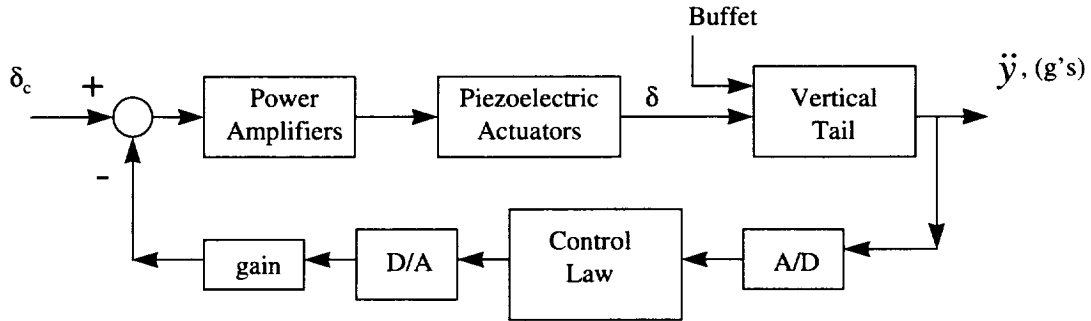 Buffet
δc
+
Power
Amplifiers
Piezoelectric
Actuators
δ
Vertical
Tail
ÿ, (g's)
-
gain
D/A
Control
Law
A/D